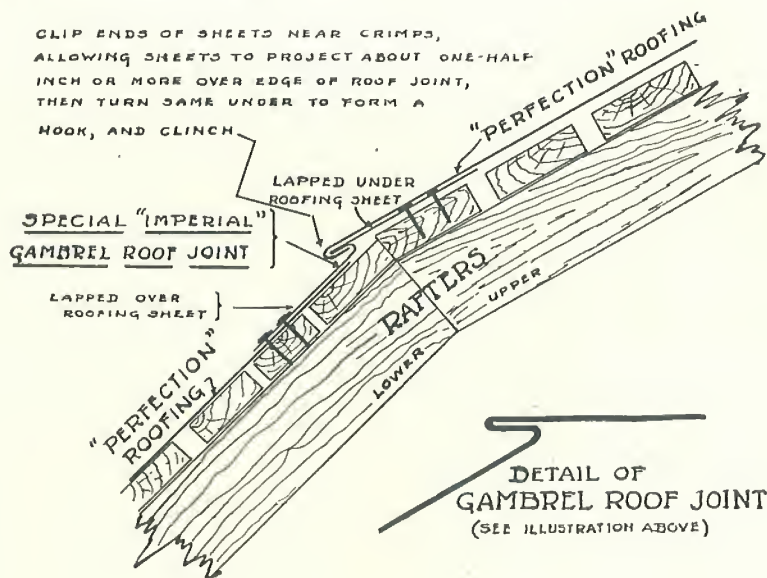 CLIP ENDS OF SHEETS NEAR CRIMPS,
ALLOWING SHEETS TO PROJECT ABOUT ONE-HALF
INCH OR MORE OVER EDGE OF ROOF JOINT,
THEN TURN SAME UNDER TO FORM A
HOOK, AND CLINCH
"PERFECTION" ROOFING
LAPPED UNDER
ROOFING SHEET
SPECIAL "IMPERIAL"
GAMBREL ROOF JOINT
LAPPED OVER
ROOFING SHEET
RAFTERS
UPPER
LOWER
"PERFECTION"
ROOFING
DETAIL OF
GAMBREL ROOF JOINT
(SEE ILLUSTRATION ABOVE)